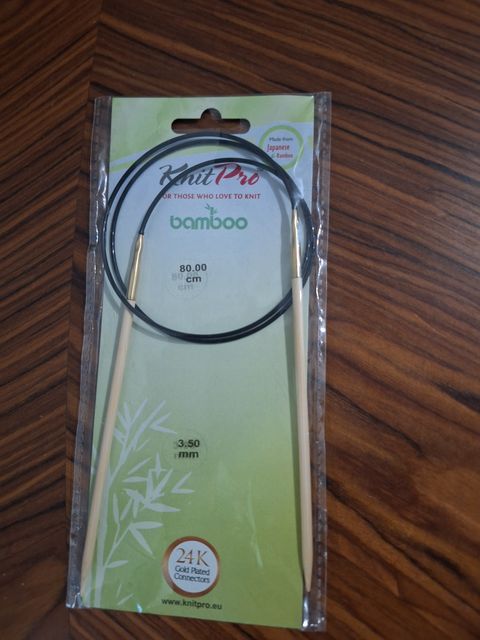 Made from
Japanese
Bamboo
KnitPro
FOR THOSE WHO LOVE TO KNIT
bamboo
80.00
cm
3.50
mm
24K
Gold Plated
Connectors
www.knitpro.eu